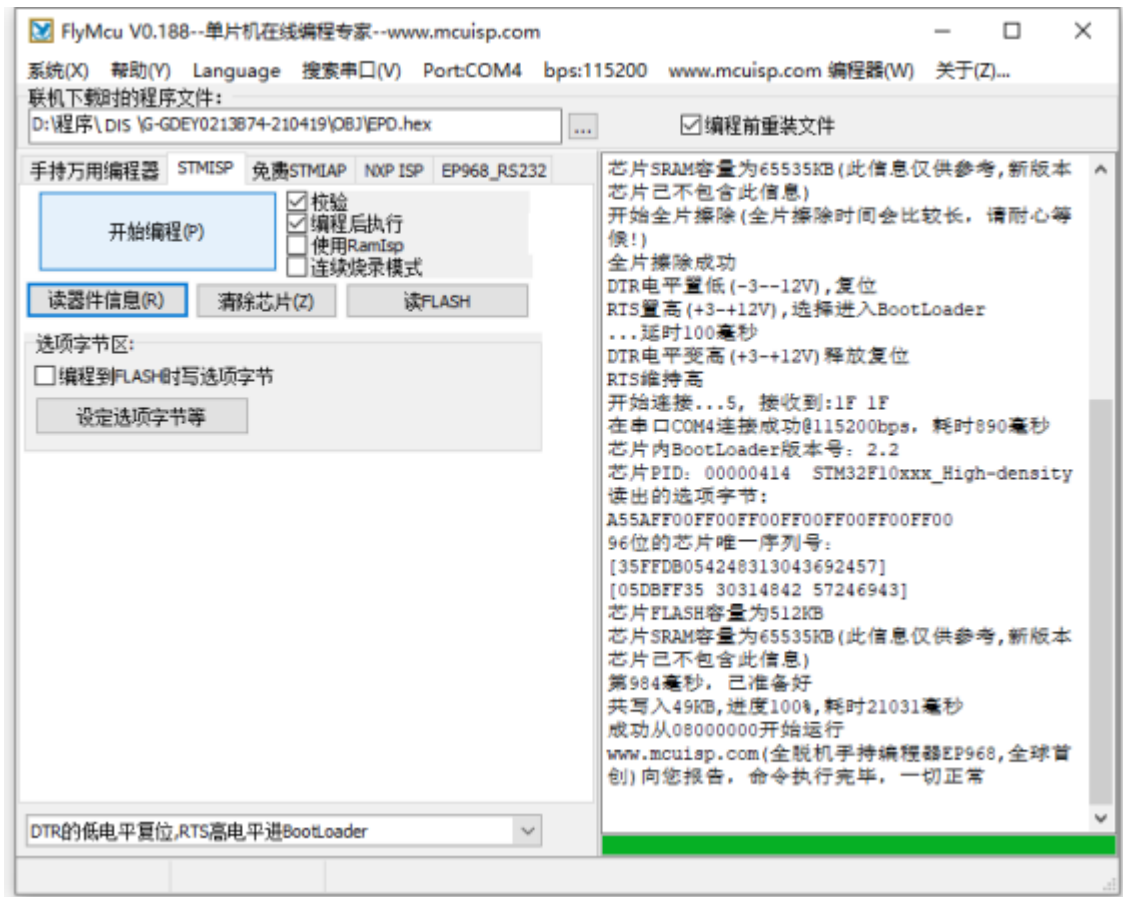 FlyMcu V0.188--单片机在线编程专家--www.mcuisp.com
系统(X) 帮助(Y) Language 搜索串口(V) Port:COM4 bps:115200 www.mcuisp.com 编程器(W) 关于(Z)...
联机下载时的程序文件:
D:\程序\ DIS \G-GDEY0213B74-210419\OBJ\EPD.hex
...
编程前重装文件
手持万用编程器 STMISP 免费STMIAP NXP ISP EP968_RS232
开始编程(P)
校验
编程后执行
使用RamIsp
连续烧录模式
读器件信息(R) 清除芯片(Z) 读FLASH
选项字节区:
编程到FLASH时写选项字节
设定选项字节等
DTR的低电平复位,RTS高电平进BootLoader
芯片SRAM容量为65535KB(此信息仅供参考,新版本
芯片已不包含此信息)
开始全片擦除(全片擦除时间会比较长, 请耐心等
候!)
全片擦除成功
DTR电平置低(-3--12V),复位
RTS置高(+3-+12V),选择进入BootLoader
...延时100毫秒
DTR电平变高(+3-+12V)释放复位
RTS维持高
开始连接...5, 接收到:1F 1F
在串口COM4连接成功@115200bps, 耗时890毫秒
芯片内BootLoader版本号: 2.2
芯片PID: 00000414 STM32F10xxx_High-density
读出的选项字节:
A55AFF00FF00FF00FF00FF00FF00FF00
96位的芯片唯一序列号:
[35FFDB054248313043692457]
[05DBFF35 30314842 57246943]
芯片FLASH容量为512KB
芯片SRAM容量为65535KB(此信息仅供参考,新版本
芯片已不包含此信息)
第984毫秒, 已准备好
共写入49KB,进度100%,耗时21031毫秒
成功从08000000开始运行
www.mcuisp.com(全脱机手持编程器EP968,全球首
创)向您报告, 命令执行完毕, 一切正常